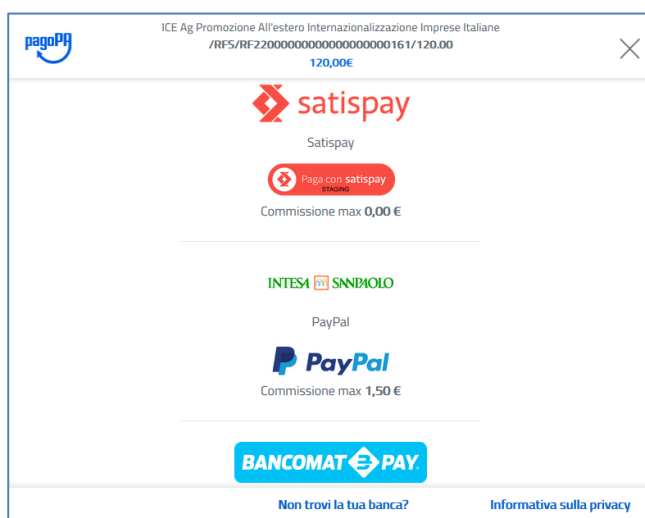 pagoPA
ICE Ag Promozione All'estero Internazionalizzazione Imprese Italiane
/RFS/RF22000000000000000000161/120.00
120,00€
satispay
Satispay
Paga con satispay
STAGING
Commissione max 0,00 €
INTESA SANPAOLO
PayPal
PayPal
Commissione max 1,50 €
BANCOMAT PAY
Non trovi la tua banca?
Informativa sulla privacy